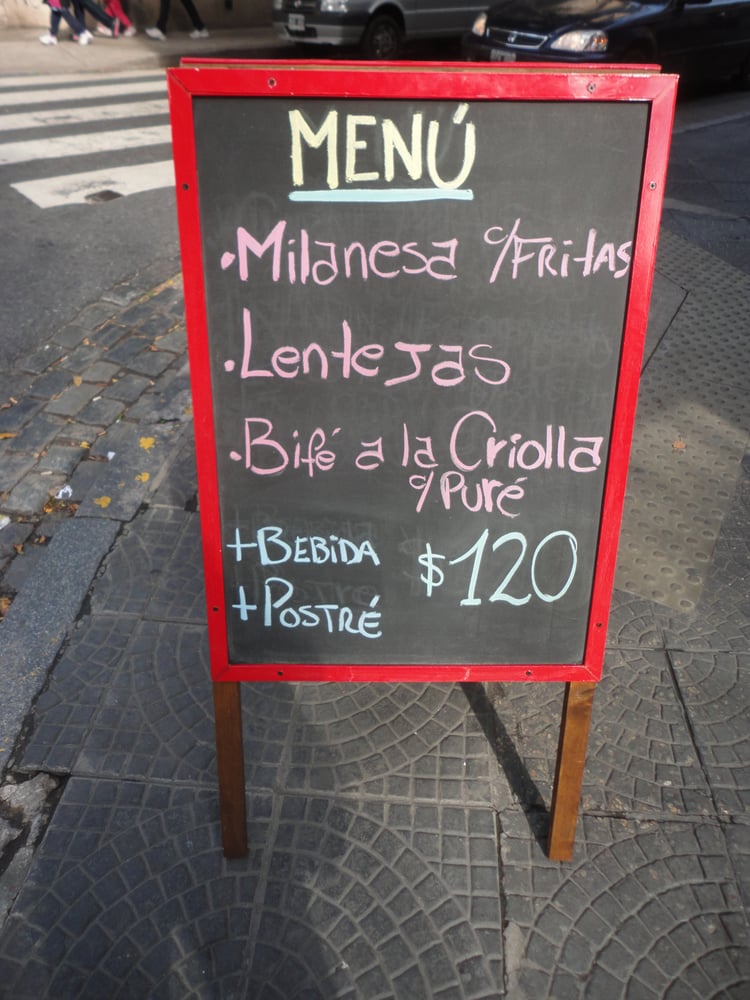 MENÚ
·Milanesa c/FRitAS
·Lentejas
·Bifé a la Criolla
c/Puré
+BEBiDA $120
+POSTRÉ